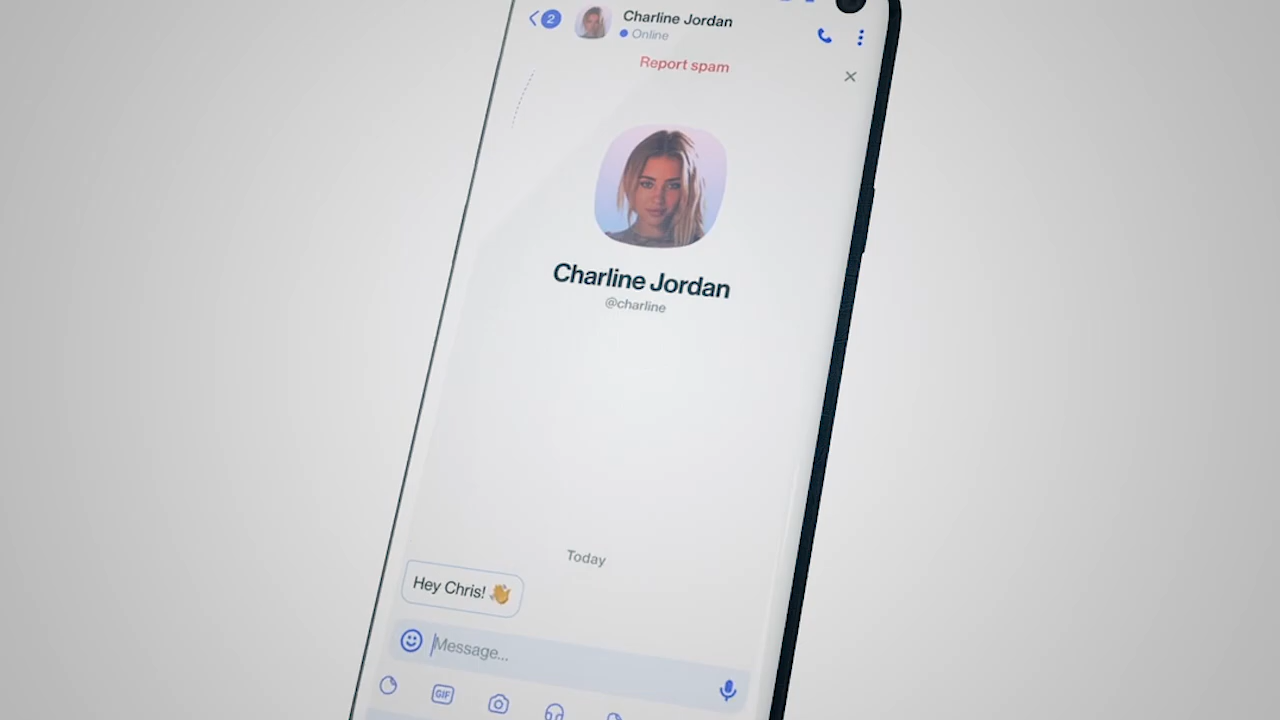 2
Charline Jordan
Online
Report spam
Charline Jordan
@charline
Today
Hey Chris! 👋
Message...
GIF